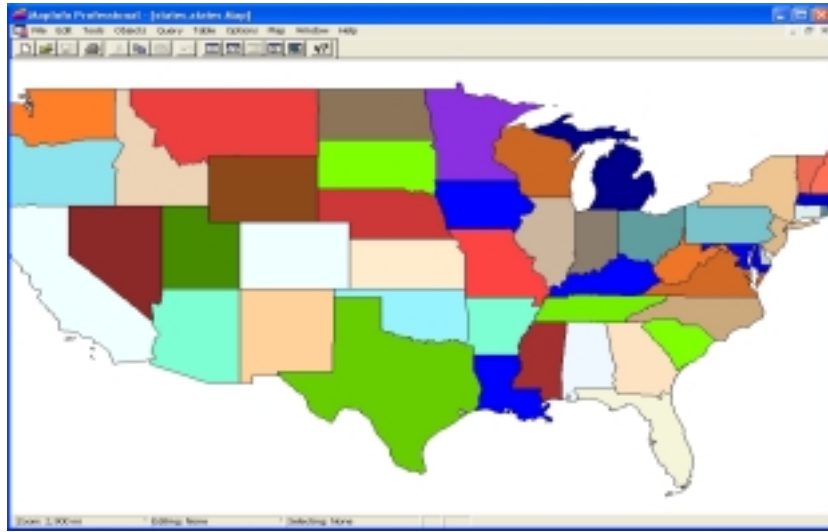 MapInfo Professional - [states,states Map]
File Edit Tools Objects Query Table Options Map Window Help
Zoom: 2,900 mi Editing: None Selecting: None